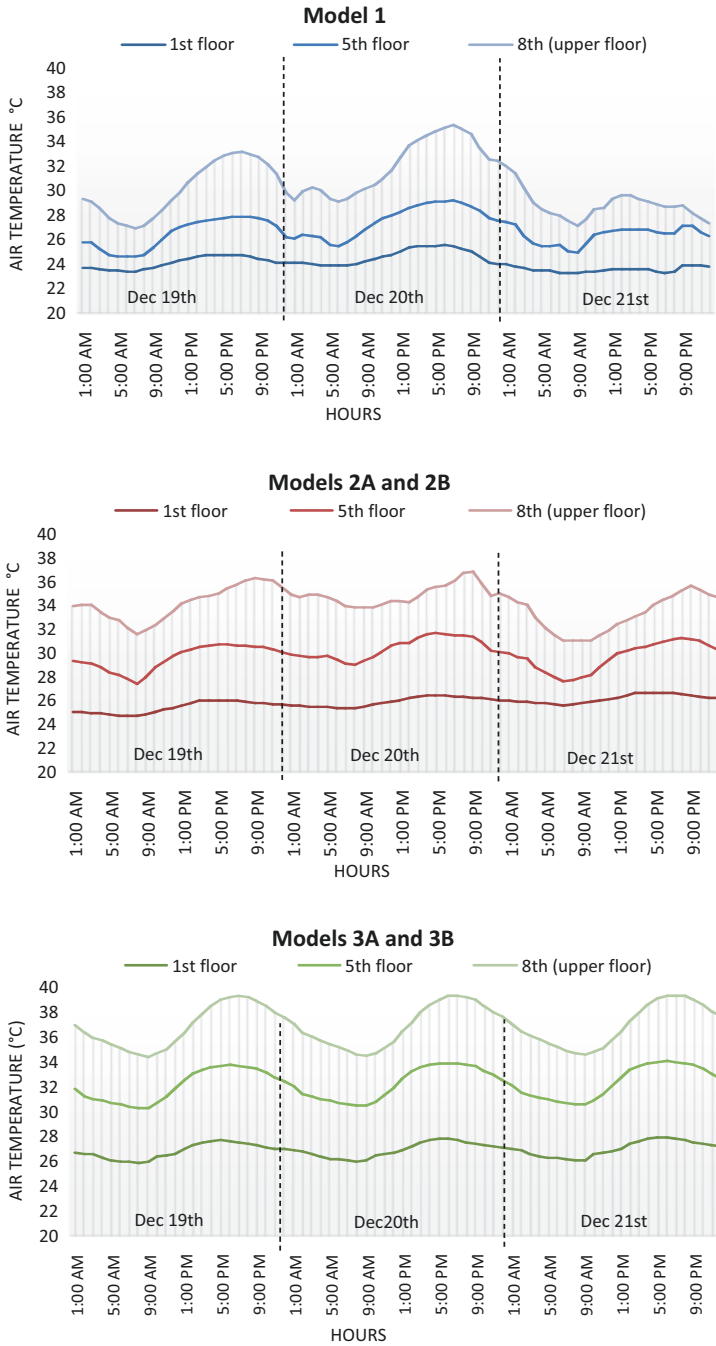 Model 1
1st floor 5th floor 8th (upper floor)
AIR TEMPERATURE °C
40
38
36
34
32
30
28
26
24
22
20
Dec 19th Dec 20th Dec 21st
1:00 AM 5:00 AM 9:00 AM 1:00 PM 5:00 PM 9:00 PM 1:00 AM 5:00 AM 9:00 AM 1:00 PM 5:00 PM 9:00 PM 1:00 AM 5:00 AM 9:00 AM 1:00 PM 5:00 PM 9:00 PM
HOURS
Models 2A and 2B
1st floor 5th floor 8th (upper floor)
AIR TEMPERATURE °C
40
38
36
34
32
30
28
26
24
22
20
Dec 19th Dec 20th Dec 21st
1:00 AM 5:00 AM 9:00 AM 1:00 PM 5:00 PM 9:00 PM 1:00 AM 5:00 AM 9:00 AM 1:00 PM 5:00 PM 9:00 PM 1:00 AM 5:00 AM 9:00 AM 1:00 PM 5:00 PM 9:00 PM
HOURS
Models 3A and 3B
1st floor 5th floor 8th (upper floor)
AIR TEMPERATURE (°C)
40
38
36
34
32
30
28
26
24
22
20
Dec 19th Dec20th Dec 21st
1:00 AM 5:00 AM 9:00 AM 1:00 PM 5:00 PM 9:00 PM 1:00 AM 5:00 AM 9:00 AM 1:00 PM 5:00 PM 9:00 PM 1:00 AM 5:00 AM 9:00 AM 1:00 PM 5:00 PM 9:00 PM
HOURS